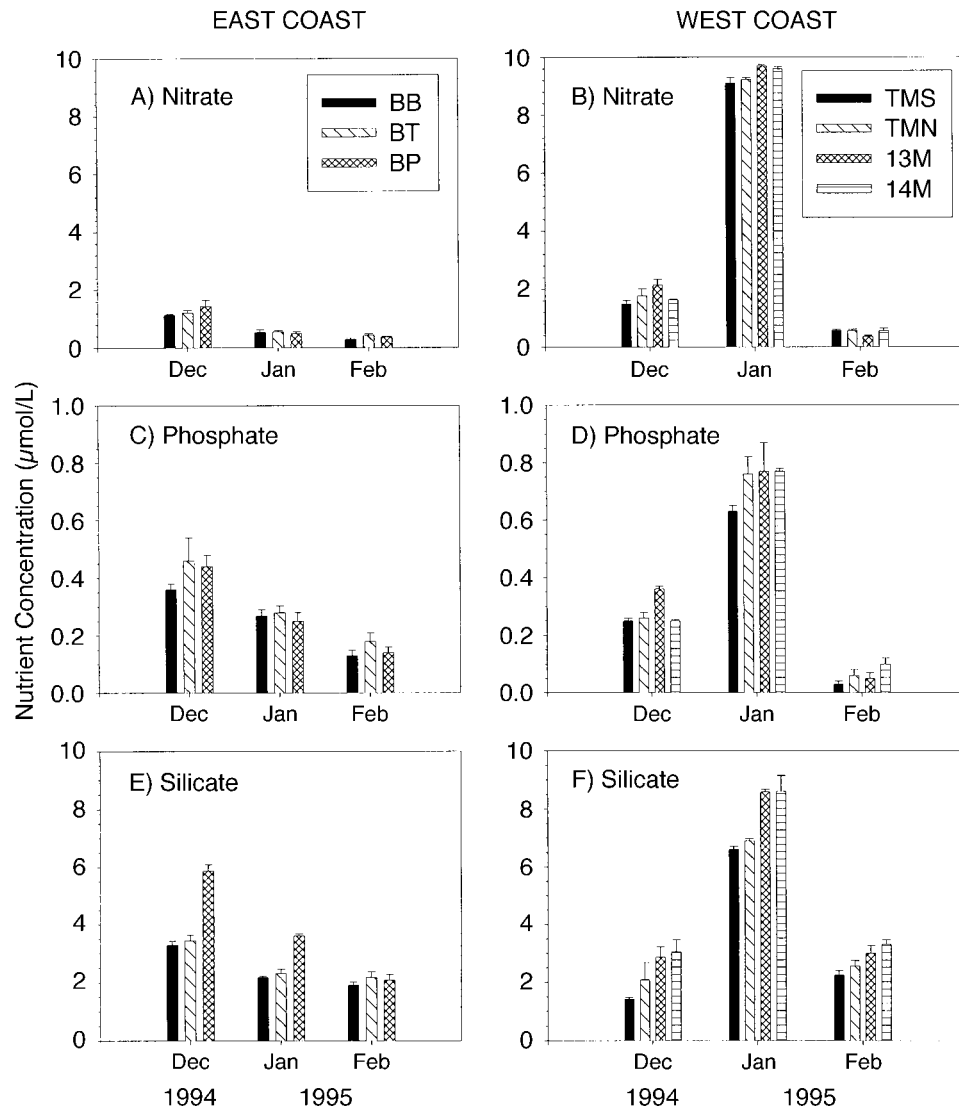 EAST COAST
WEST COAST
A) Nitrate
BB
BT
BP
10
8
6
4
2
0
Dec Jan Feb
B) Nitrate
TMS
TMN
13M
14M
10
8
6
4
2
0
Dec Jan Feb
Nutrient Concentration (µmol/L)
C) Phosphate
1.0
0.8
0.6
0.4
0.2
0.0
Dec Jan Feb
D) Phosphate
1.0
0.8
0.6
0.4
0.2
0.0
Dec Jan Feb
E) Silicate
10
8
6
4
2
0
Dec Jan Feb
1994 1995
F) Silicate
10
8
6
4
2
0
Dec Jan Feb
1994 1995